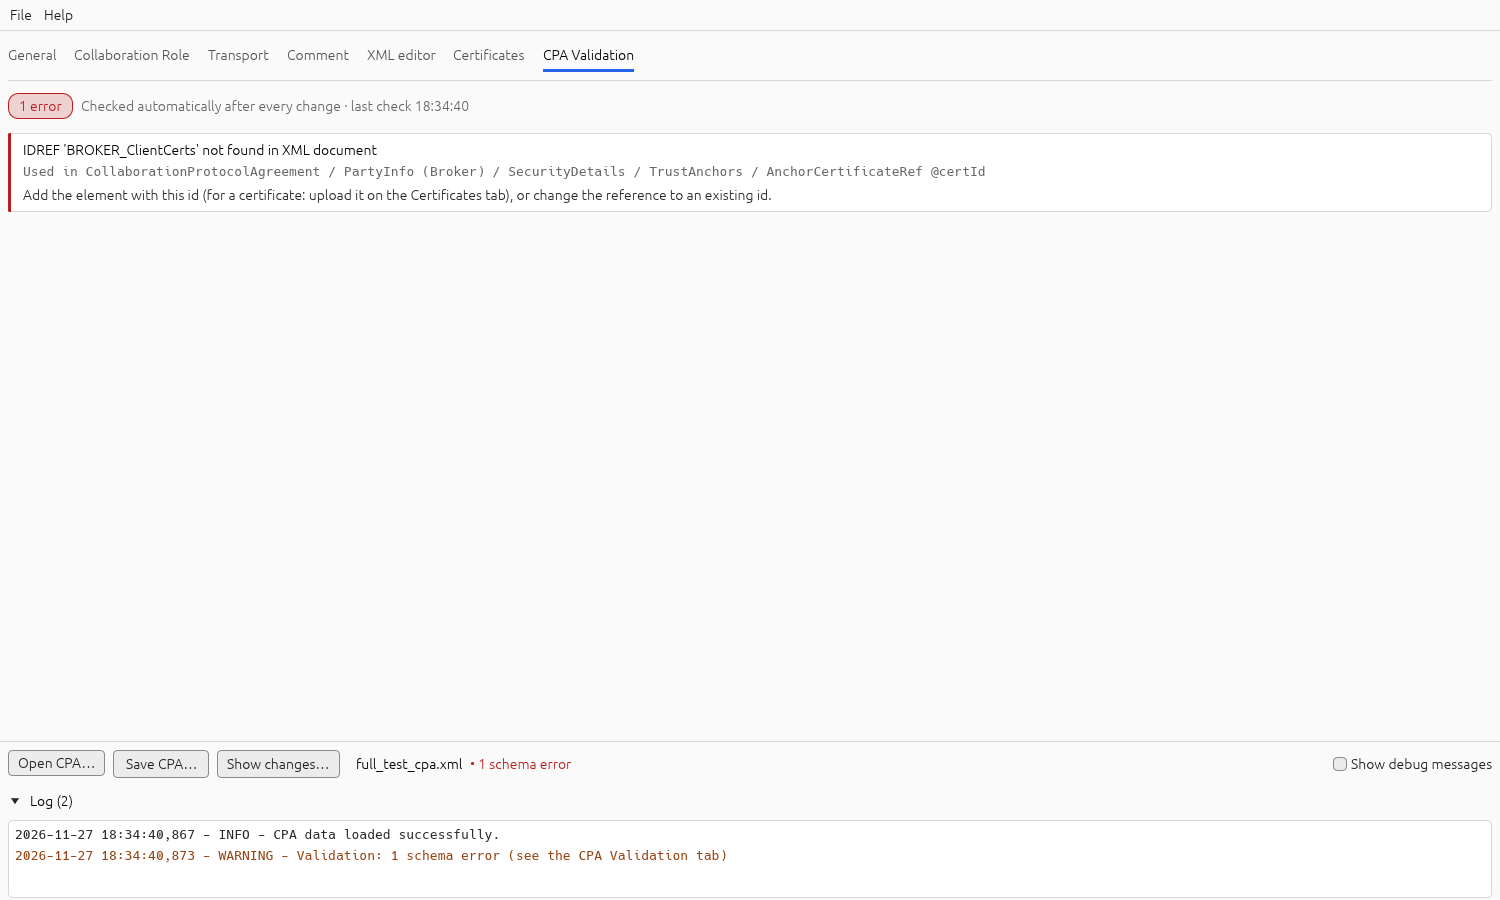 File Help
General Collaboration Role Transport Comment XML editor Certificates CPA Validation
1 error Checked automatically after every change · last check 18:34:40
IDREF 'BROKER_ClientCerts' not found in XML document
Used in CollaborationProtocolAgreement / PartyInfo (Broker) / SecurityDetails / TrustAnchors / AnchorCertificateRef @certId
Add the element with this id (for a certificate: upload it on the Certificates tab), or change the reference to an existing id.
Open CPA... Save CPA... Show changes... full_test_cpa.xml • 1 schema error Show debug messages
Log (2)
2026-11-27 18:34:40,867 - INFO - CPA data loaded successfully.
2026-11-27 18:34:40,873 - WARNING - Validation: 1 schema error (see the CPA Validation tab)